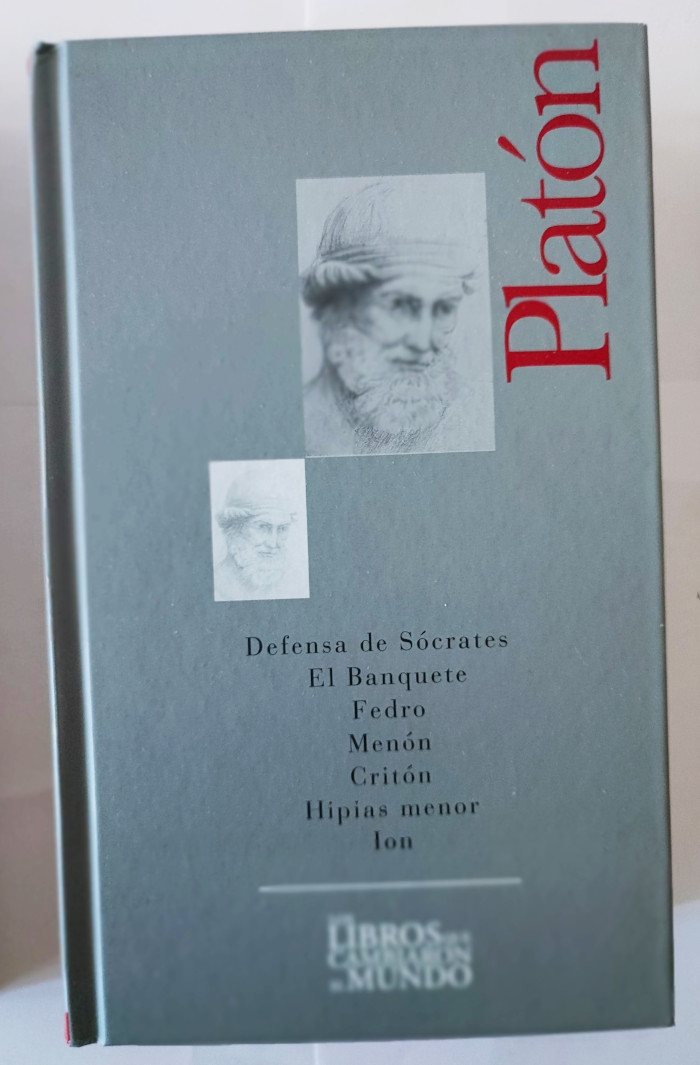 Platón
Defensa de Sócrates
El Banquete
Fedro
Menón
Critón
Hipias menor
Ion
LIBROS
CAMBIARON
MUNDO